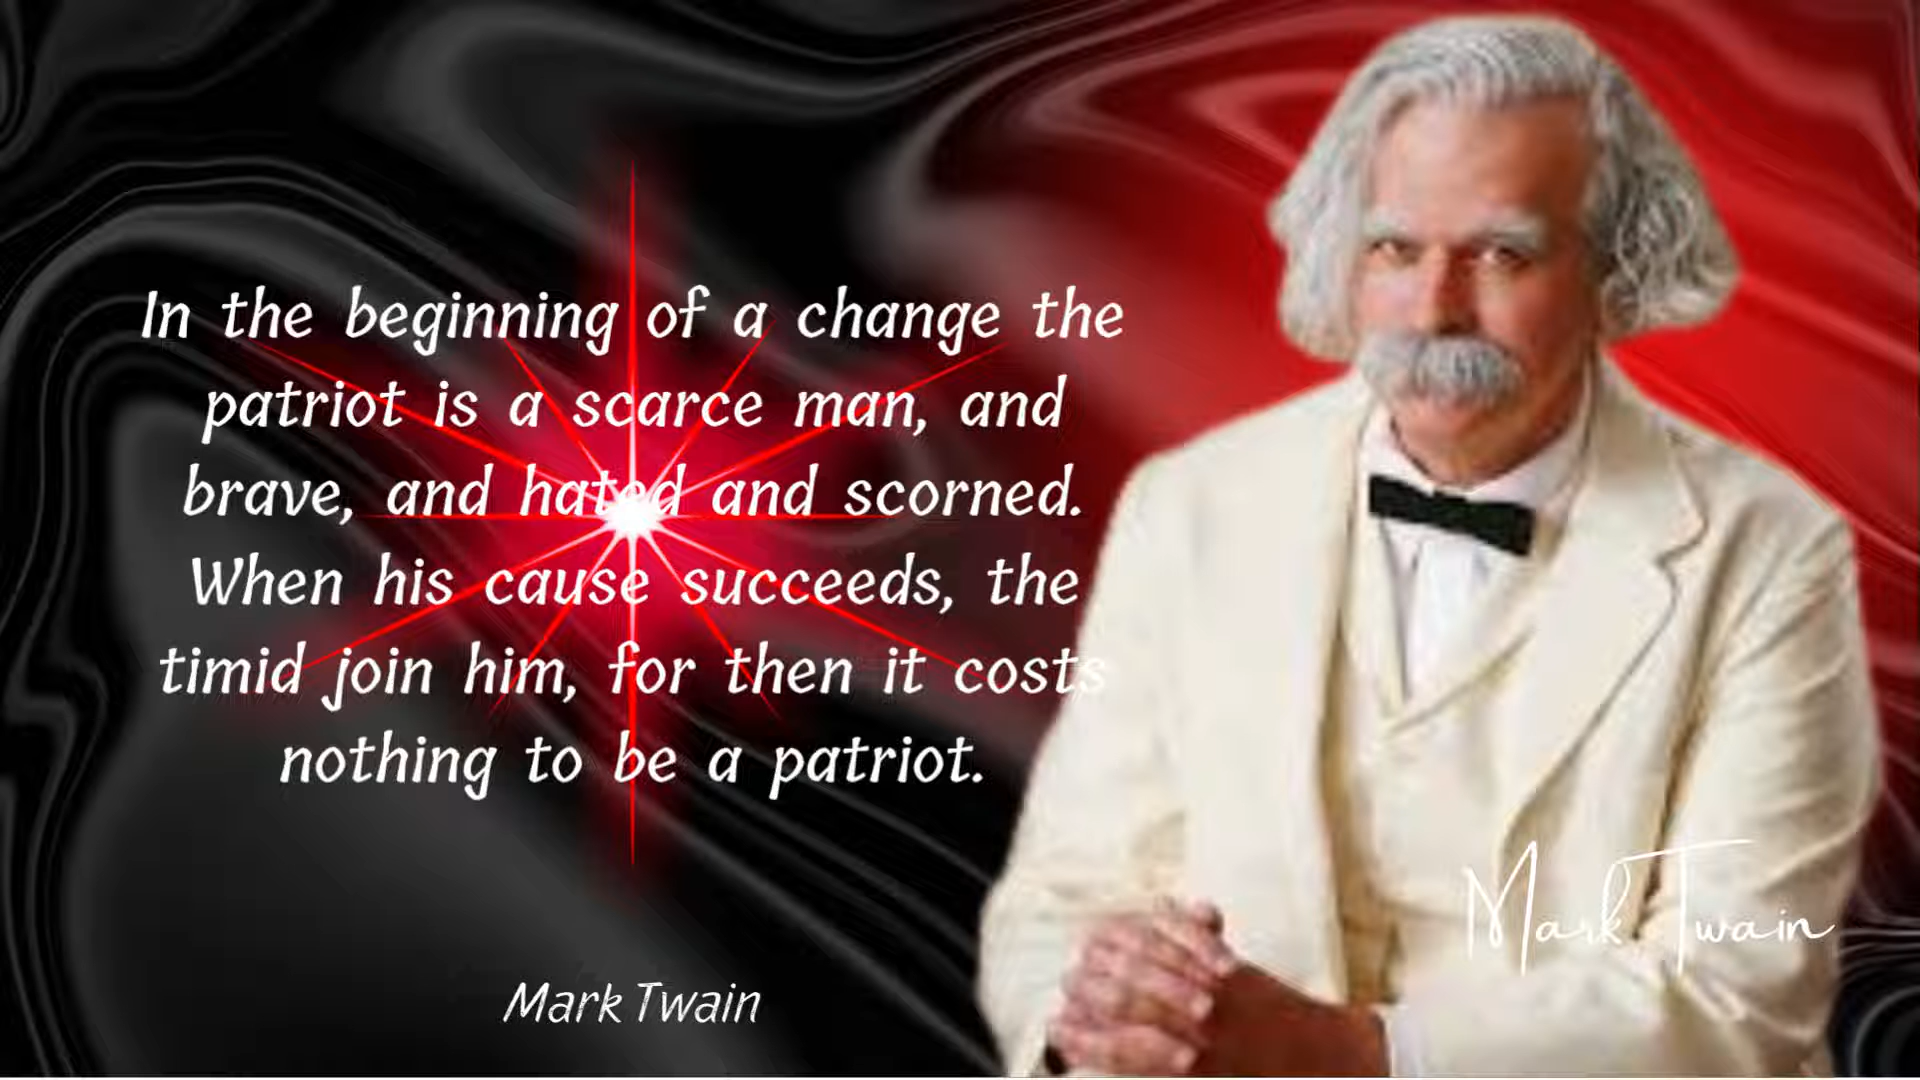 In the beginning of a change the
patriot is a scarce man, and
brave, and hated and scorned.
When his cause succeeds, the
timid join him, for then it costs
nothing to be a patriot.
Mark Twain
Mark Twain